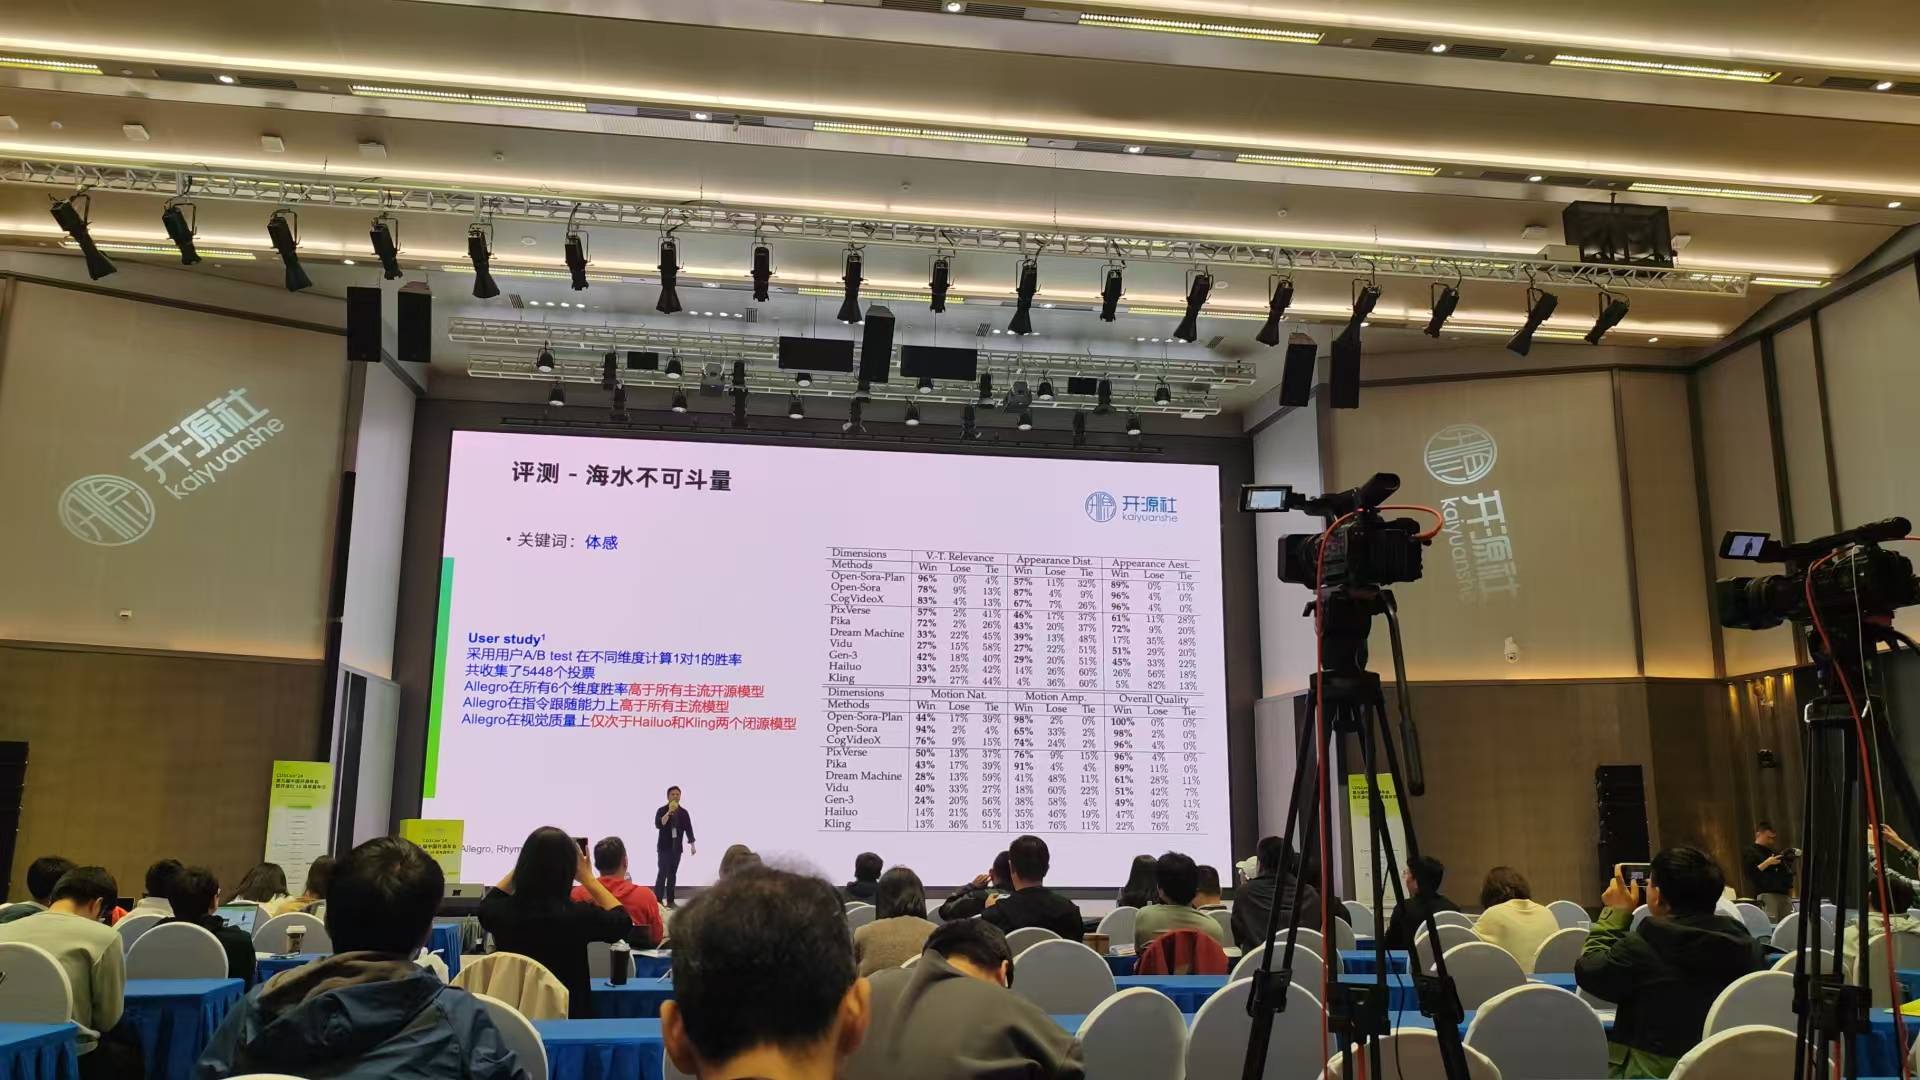 开源社
kaiyuanshe
开源社
kaiyuanshe
评测 - 海水不可斗量
开源社
kaiyuanshe
• 关键词：体感
User study¹
采用用户A/B test 在不同维度计算1对1的胜率
共收集了5448个投票
Allegro在所有6个维度胜率高于所有主流开源模型
Allegro在指令跟随能力上高于所有主流模型
Allegro在视觉质量上仅次于Hailuo和Kling两个闭源模型
Dimensions V.-T. Relevance Appearance Dist. Appearance Aest.
Methods Win Lose Tie Win Lose Tie Win Lose Tie
Open-Sora-Plan 96% 0% 4% 57% 11% 32% 89% 0% 11%
Open-Sora 78% 9% 13% 87% 4% 9% 96% 4% 0%
CogVideoX 83% 4% 13% 67% 7% 26% 96% 4% 0%
PixVerse 57% 2% 41% 46% 17% 37% 61% 11% 28%
Pika 72% 2% 26% 43% 20% 37% 72% 9% 20%
Dream Machine 33% 22% 45% 39% 13% 48% 17% 35% 48%
Vidu 27% 15% 58% 27% 22% 51% 51% 29% 20%
Gen-3 42% 18% 40% 29% 20% 51% 45% 33% 22%
Hailuo 33% 25% 42% 14% 26% 60% 26% 56% 18%
Kling 29% 27% 44% 4% 36% 60% 5% 82% 13%
Dimensions Motion Nat. Motion Amp. Overall Quality
Methods Win Lose Tie Win Lose Tie Win Lose Tie
Open-Sora-Plan 44% 17% 39% 98% 2% 0% 100% 0% 0%
Open-Sora 94% 2% 4% 65% 33% 2% 98% 2% 0%
CogVideoX 76% 9% 15% 74% 24% 2% 96% 4% 0%
PixVerse 50% 13% 37% 76% 9% 15% 96% 4% 0%
Pika 43% 17% 39% 91% 4% 4% 89% 11% 0%
Dream Machine 28% 13% 59% 41% 48% 11% 61% 28% 11%
Vidu 40% 33% 27% 18% 60% 22% 51% 42% 7%
Gen-3 24% 20% 56% 38% 58% 4% 49% 40% 11%
Hailuo 14% 21% 65% 35% 46% 19% 47% 49% 4%
Kling 13% 36% 51% 13% 76% 11% 22% 76% 2%
Allegro, Rhym